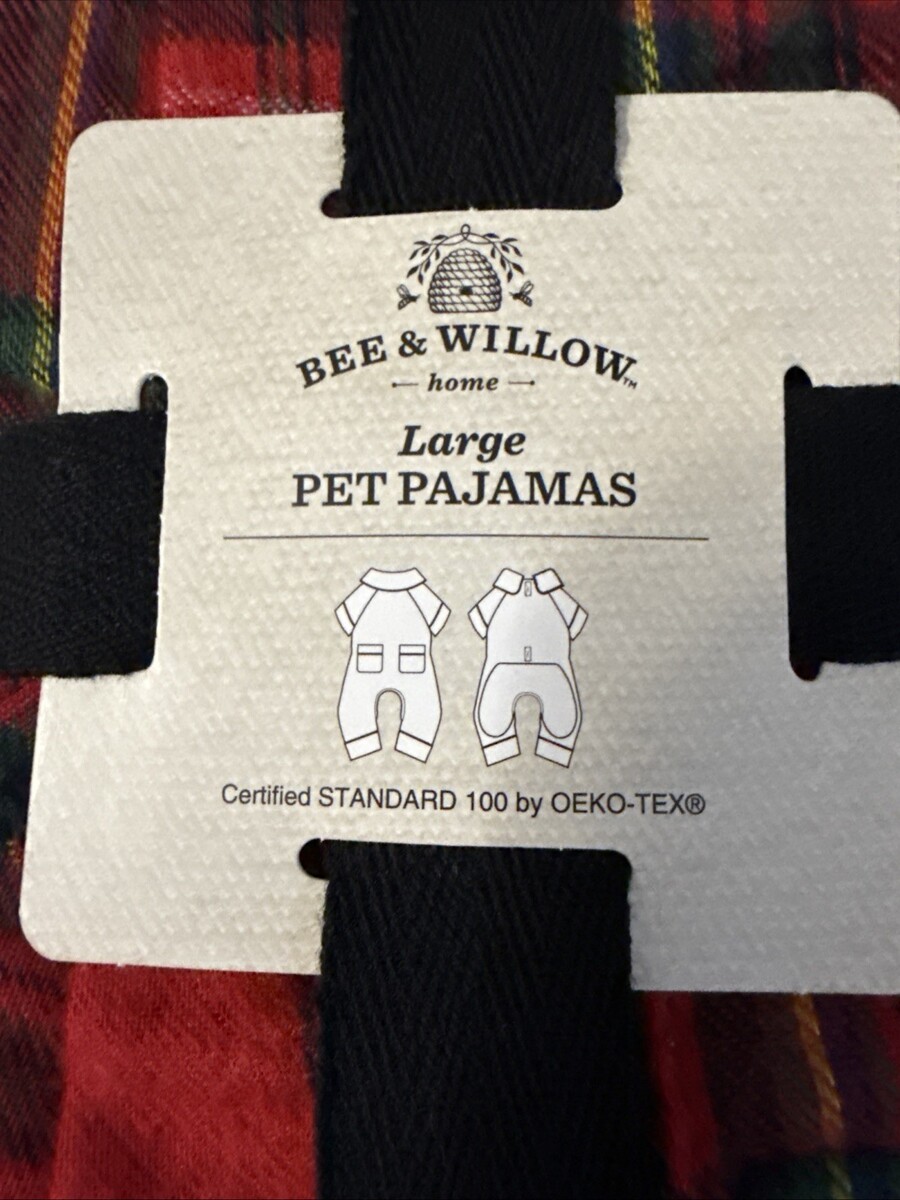 BEE & WILLOW™
home
Large
PET PAJAMAS
Certified STANDARD 100 by OEKO-TEX®